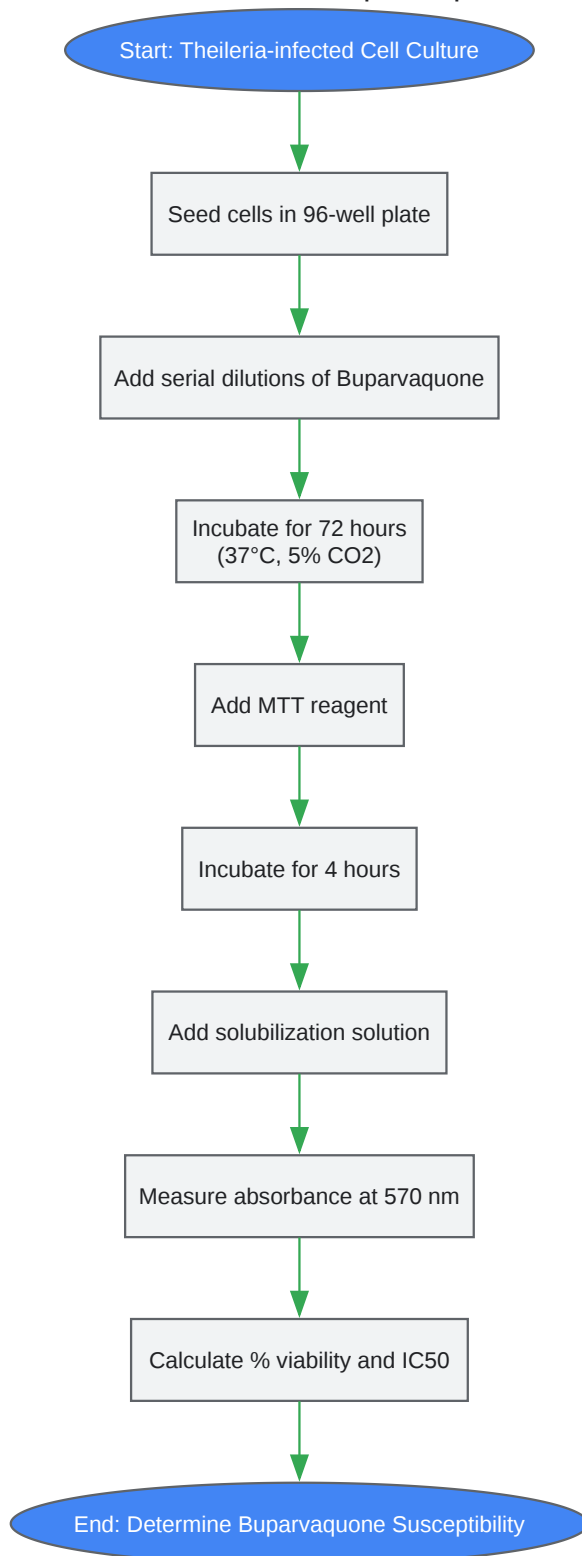 Start: Theileria-infected Cell Culture
Seed cells in 96-well plate
Add serial dilutions of Buparvaquone
Incubate for 72 hours
(37°C, 5% CO2)
Add MTT reagent
Incubate for 4 hours
Add solubilization solution
Measure absorbance at 570 nm
Calculate % viability and IC50
End: Determine Buparvaquone Susceptibility